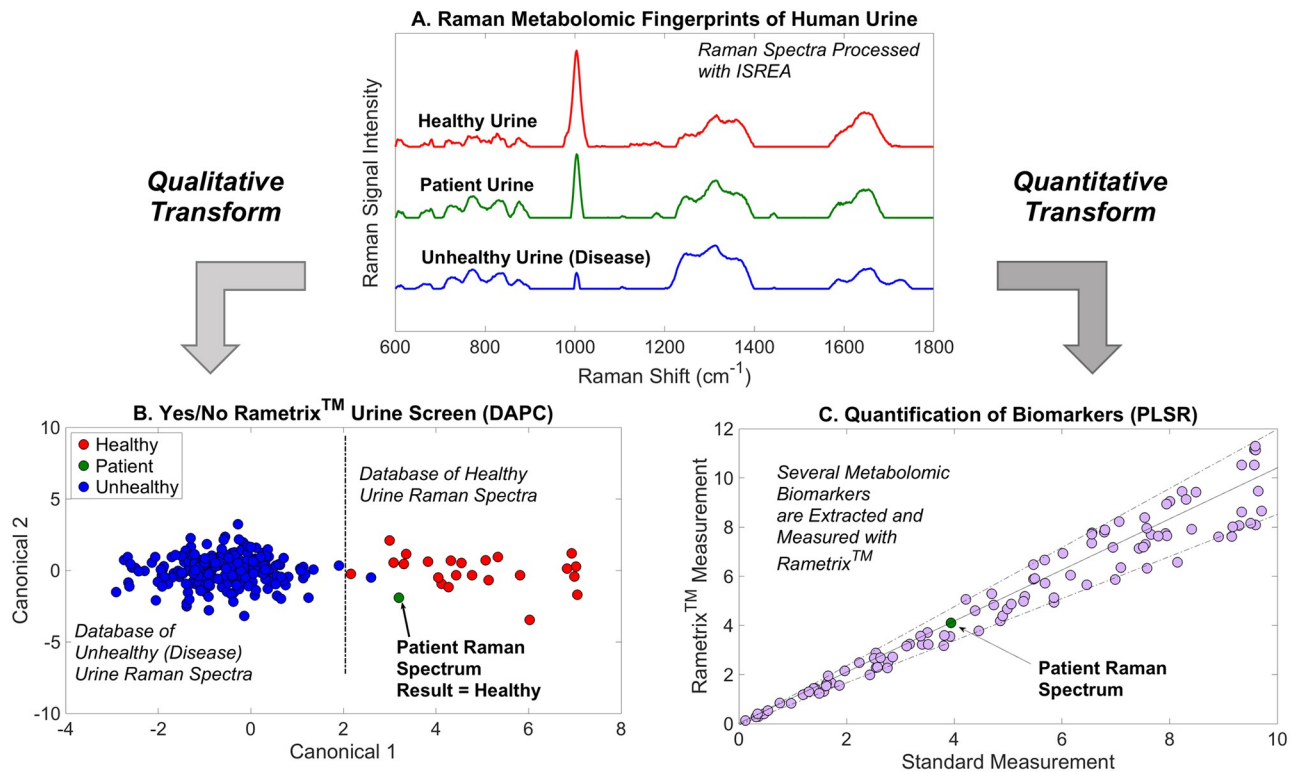 A. Raman Metabolomic Fingerprints of Human Urine
Raman Spectra Processed
with ISREA
Healthy Urine
Patient Urine
Unhealthy Urine (Disease)
Raman Signal Intensity
600 800 1000 1200 1400 1600 1800
Raman Shift (cm⁻¹)
Qualitative
Transform
Quantitative
Transform
B. Yes/No Rametrix™ Urine Screen (DAPC)
Healthy
Patient
Unhealthy
Database of Healthy
Urine Raman Spectra
Database of
Unhealthy (Disease)
Urine Raman Spectra
Patient Raman
Spectrum
Result = Healthy
Canonical 2
10
5
0
-5
-10
-4 -2 0 2 4 6 8
Canonical 1
C. Quantification of Biomarkers (PLSR)
Several Metabolomic
Biomarkers
are Extracted and
Measured with
Rametrix™
Patient Raman
Spectrum
Rametrix™ Measurement
12
10
8
6
4
2
0
0 2 4 6 8 10
Standard Measurement